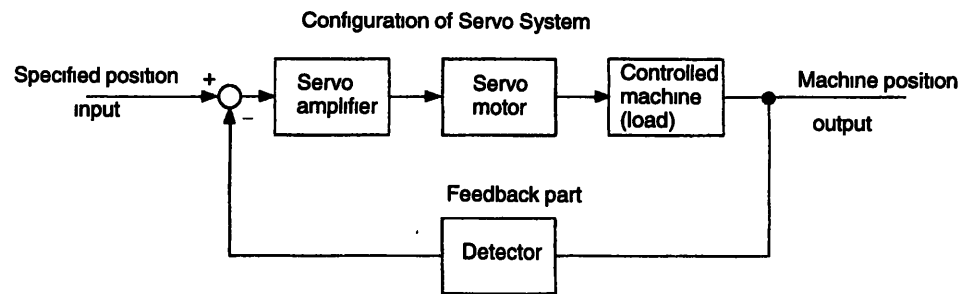 Configuration of Servo System
Specified position
input
+
−
Servo
amplifier
Servo
motor
Controlled
machine
(load)
Machine position
output
Feedback part
Detector